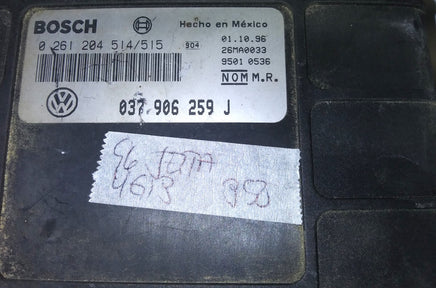 BOSCH
Hecho en México
0 261 204 514/515 904
01.10.96
26MA0033
9501 0536
NOM M.R.
037 906 259 J
96 JETTA
4613 953